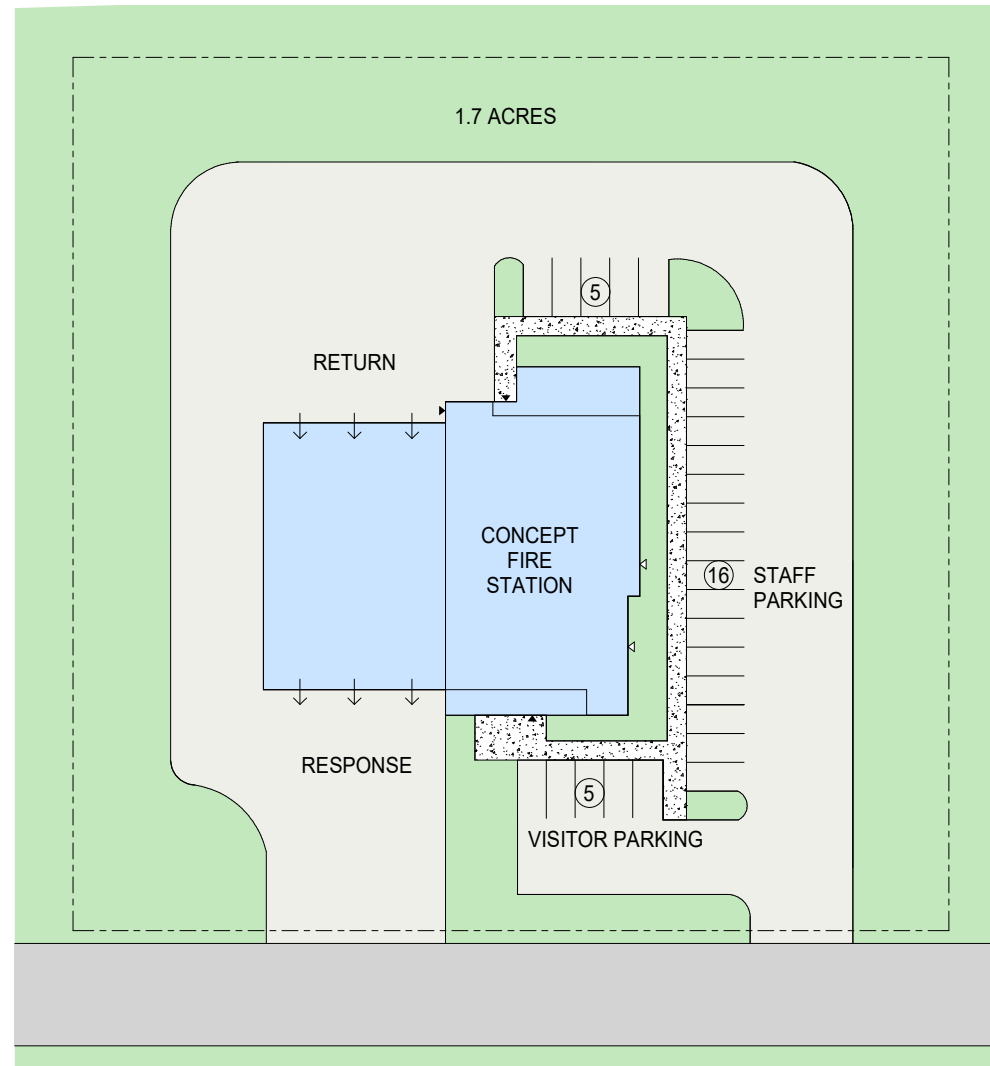 1.7 ACRES
5
RETURN
CONCEPT
FIRE
STATION
16
STAFF
PARKING
RESPONSE
5
VISITOR PARKING